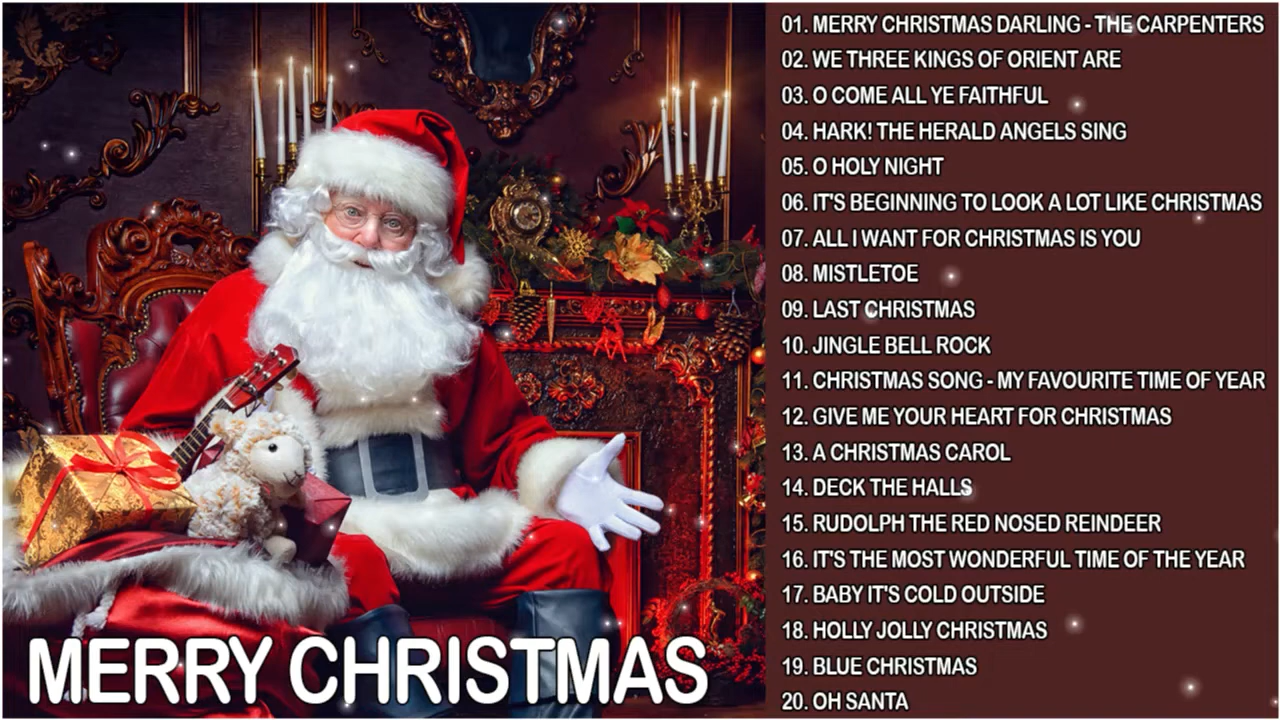 01. MERRY CHRISTMAS DARLING - THE CARPENTERS
02. WE THREE KINGS OF ORIENT ARE
03. O COME ALL YE FAITHFUL
04. HARK! THE HERALD ANGELS SING
05. O HOLY NIGHT
06. IT'S BEGINNING TO LOOK A LOT LIKE CHRISTMAS
07. ALL I WANT FOR CHRISTMAS IS YOU
08. MISTLETOE
09. LAST CHRISTMAS
10. JINGLE BELL ROCK
11. CHRISTMAS SONG - MY FAVOURITE TIME OF YEAR
12. GIVE ME YOUR HEART FOR CHRISTMAS
13. A CHRISTMAS CAROL
14. DECK THE HALLS
15. RUDOLPH THE RED NOSED REINDEER
16. IT'S THE MOST WONDERFUL TIME OF THE YEAR
17. BABY IT'S COLD OUTSIDE
18. HOLLY JOLLY CHRISTMAS
19. BLUE CHRISTMAS
20. OH SANTA
MERRY CHRISTMAS